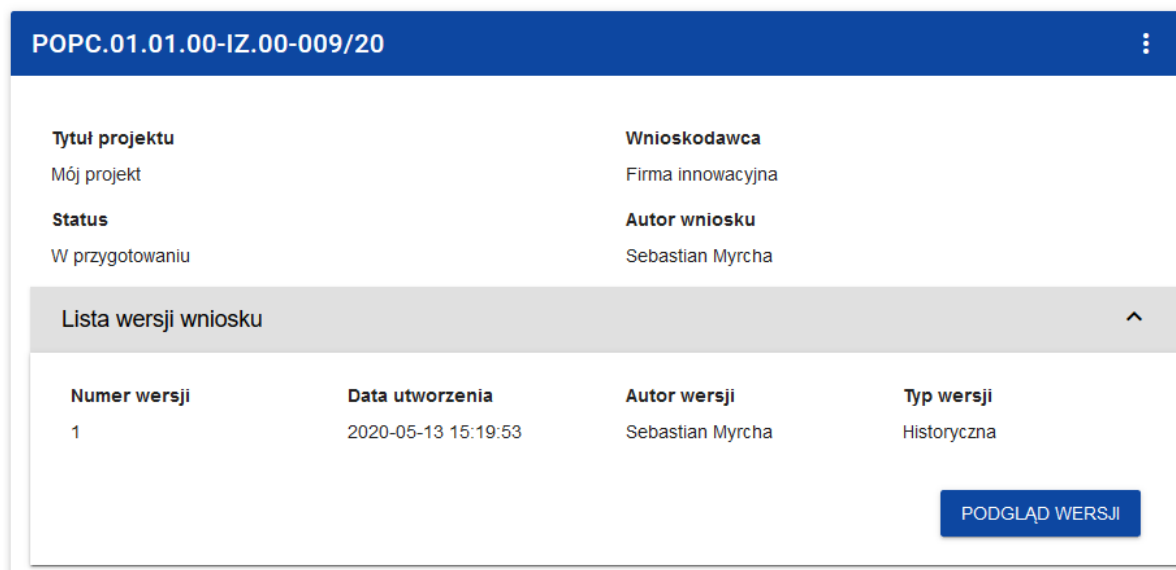 POPC.01.01.00-IZ.00-009/20
Tytuł projektu
Wnioskodawca
Mój projekt
Firma innowacyjna
Status
Autor wniosku
W przygotowaniu
Sebastian Myrcha
Lista wersji wniosku
Numer wersji Data utworzenia Autor wersji Typ wersji
1 2020-05-13 15:19:53 Sebastian Myrcha Historyczna
PODGLĄD WERSJI